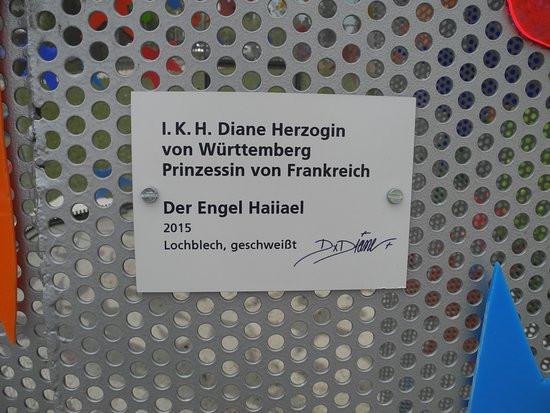 I. K. H. Diane Herzogin
von Württemberg
Prinzessin von Frankreich
Der Engel Haiiael
2015
Lochblech, geschweißt